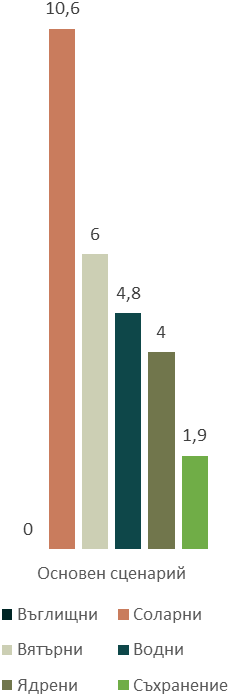 10,6
6
4,8
4
1,9
0
Основен сценарий
Въглищни Соларни
Вятърни Водни
Ядрени Съхранение